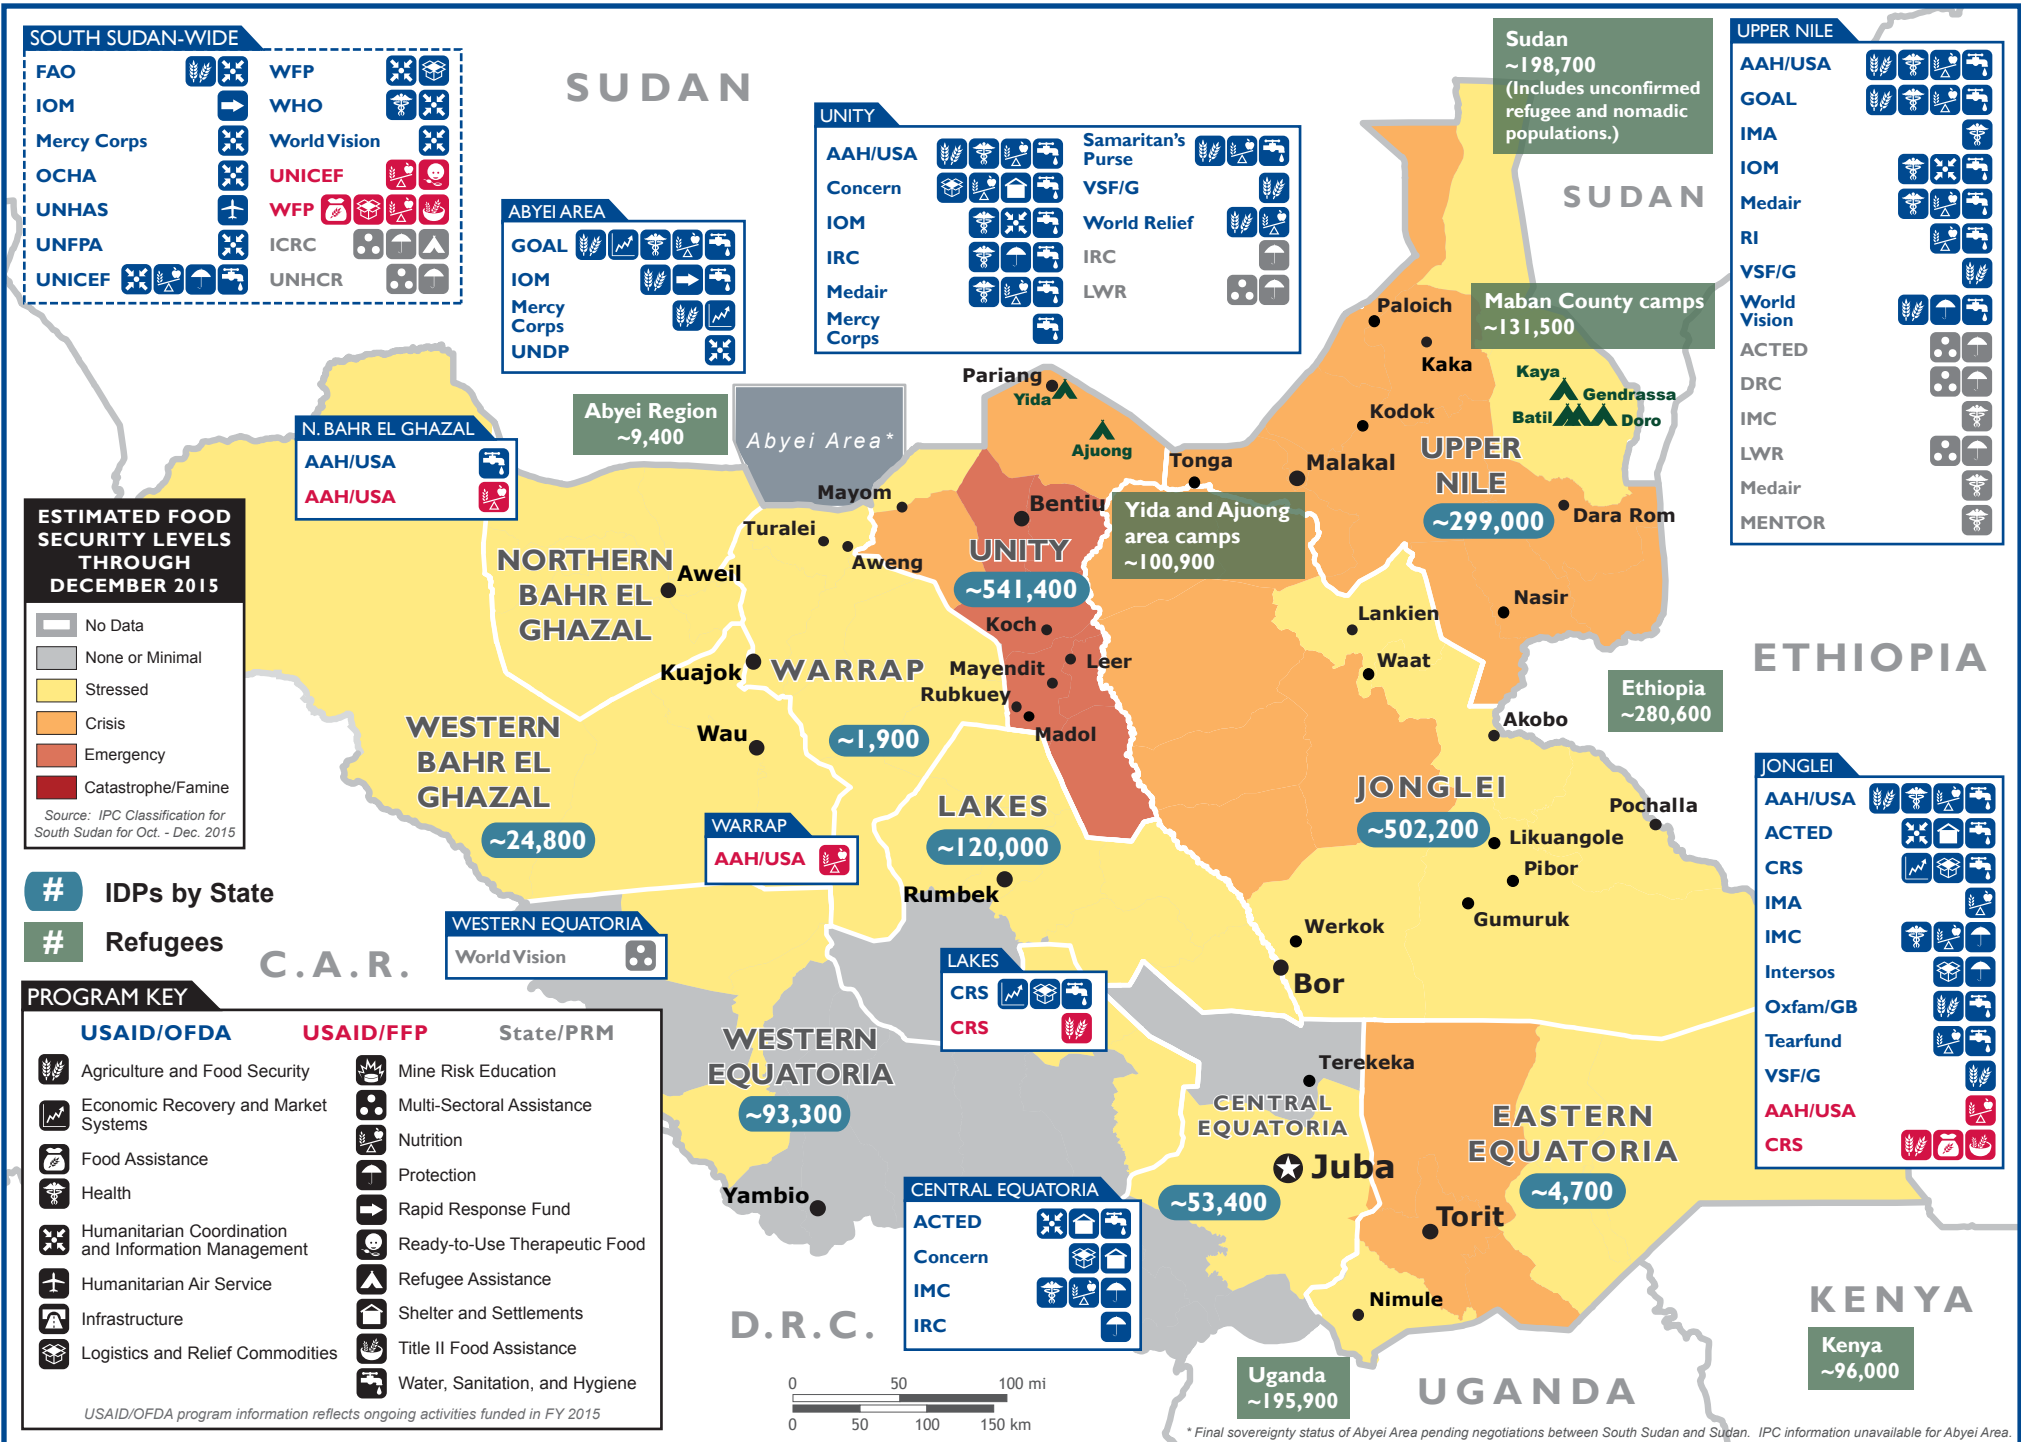 SOUTH SUDAN-WIDE
FAO
IOM
Mercy Corps
OCHA
UNHAS
UNFPA
UNICEF
WFP
WHO
World Vision
UNICEF
WFP
ICRC
UNHCR
SUDAN
ABYEI AREA
GOAL
IOM
Mercy
Corps
UNDP
UNITY
AAH/USA
Concern
IOM
IRC
Medair
Mercy
Corps
Samaritan's
Purse
VSF/G
World Relief
IRC
LWR
Sudan
~198,700
(Includes unconfirmed
refugee and nomadic
populations.)
SUDAN
UPPER NILE
AAH/USA
GOAL
IMA
IOM
Medair
RI
VSF/G
World
Vision
ACTED
DRC
IMC
LWR
Medair
MENTOR
Maban County camps
~131,500
Paloich
Kaka
Kaya
Gendrassa
Batil
Doro
Kodok
Pariang
Yida
Ajuong
Tonga
Malakal
UPPER
NILE
~299,000
Dara Rom
Nasir
Abyei Region
~9,400
Abyei Area*
N. BAHR EL GHAZAL
AAH/USA
AAH/USA
Mayom
Turalei
Aweng
Bentiu
Yida and Ajuong
area camps
~100,900
UNITY
~541,400
Koch
Leer
Mayendit
Rubkuey
Madol
ESTIMATED FOOD
SECURITY LEVELS
THROUGH
DECEMBER 2015
No Data
None or Minimal
Stressed
Crisis
Emergency
Catastrophe/Famine
Source: IPC Classification for
South Sudan for Oct. - Dec. 2015
NORTHERN
BAHR EL
GHAZAL
Aweil
Kuajok
WARRAP
~1,900
WESTERN
BAHR EL
GHAZAL
~24,800
Wau
Lankien
Waat
Akobo
ETHIOPIA
Ethiopia
~280,600
LAKES
~120,000
Rumbek
WARRAP
AAH/USA
JONGLEI
~502,200
Likuangole
Pibor
Gumuruk
Pochalla
Werkok
Bor
JONGLEI
AAH/USA
ACTED
CRS
IMA
IMC
Intersos
Oxfam/GB
Tearfund
VSF/G
AAH/USA
CRS
# IDPs by State
# Refugees
C.A.R.
WESTERN EQUATORIA
World Vision
LAKES
CRS
CRS
WESTERN
EQUATORIA
~93,300
Yambio
Terekeka
CENTRAL
EQUATORIA
Juba
~53,400
EASTERN
EQUATORIA
~4,700
Torit
Nimule
CENTRAL EQUATORIA
ACTED
Concern
IMC
IRC
D.R.C.
PROGRAM KEY
USAID/OFDA
USAID/FFP
State/PRM
Agriculture and Food Security
Economic Recovery and Market
Systems
Food Assistance
Health
Humanitarian Coordination
and Information Management
Humanitarian Air Service
Infrastructure
Logistics and Relief Commodities
Mine Risk Education
Multi-Sectoral Assistance
Nutrition
Protection
Rapid Response Fund
Ready-to-Use Therapeutic Food
Refugee Assistance
Shelter and Settlements
Title II Food Assistance
Water, Sanitation, and Hygiene
USAID/OFDA program information reflects ongoing activities funded in FY 2015
0 50 100 mi
0 50 100 150 km
Uganda
~195,900
UGANDA
KENYA
Kenya
~96,000
* Final sovereignty status of Abyei Area pending negotiations between South Sudan and Sudan. IPC information unavailable for Abyei Area.